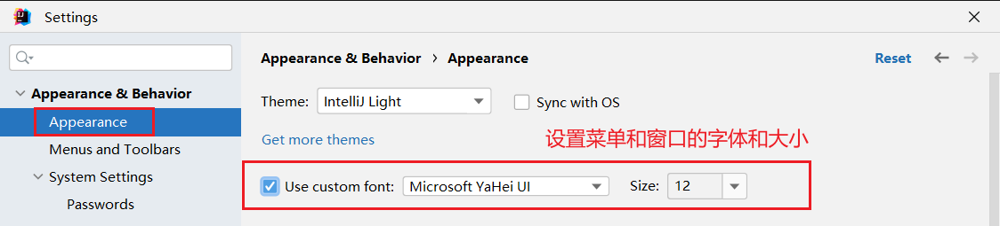 Settings
Appearance & Behavior › Appearance
Reset
Appearance & Behavior
Appearance
Menus and Toolbars
System Settings
Passwords
Theme: IntelliJ Light Sync with OS
Get more themes
设置菜单和窗口的字体和大小
Use custom font: Microsoft YaHei UI Size: 12